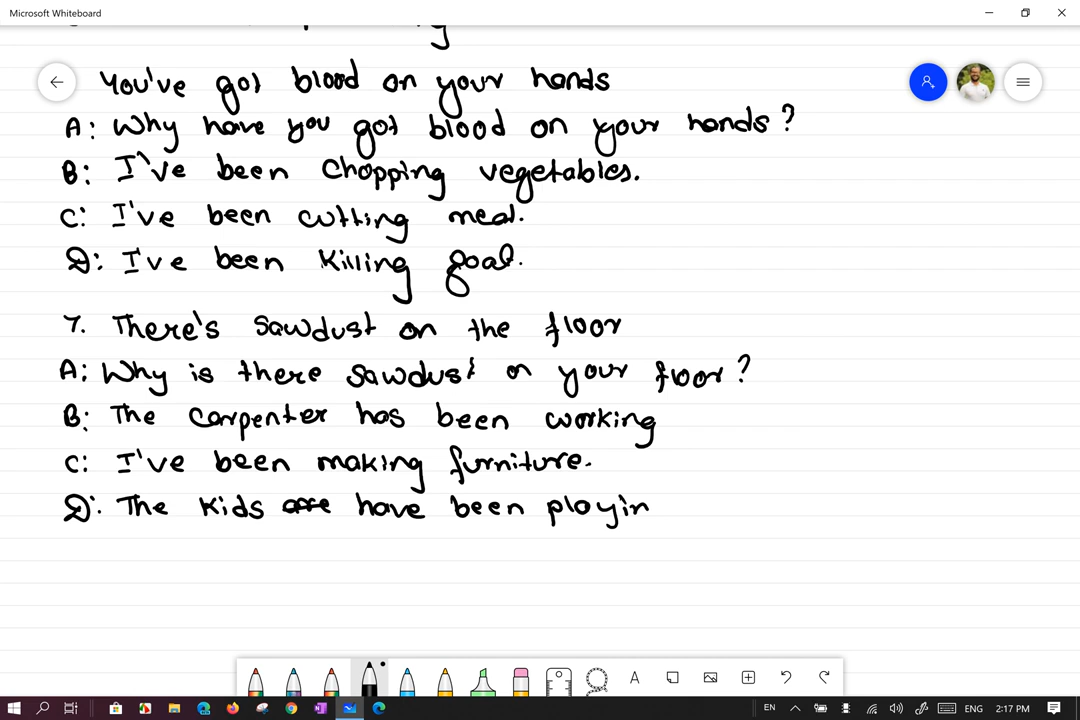 Microsoft Whiteboard
You've got blood on your hands
A: Why have you got blood on your hands?
B: I've been chopping vegetables.
C: I've been cutting meat.
D: I've been killing goat.
7. There's sawdust on the floor
A: Why is there sawdust on your floor?
B: The carpenter has been working
C: I've been making furniture.
D: The kids are have been playin
A
EN
ENG 2:17 PM